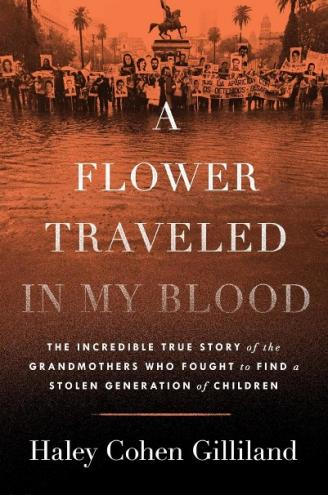 A
FLOWER
TRAVELED
IN MY BLOOD
THE INCREDIBLE TRUE STORY of the
GRANDMOTHERS WHO FOUGHT to FIND a
STOLEN GENERATION of CHILDREN
Haley Cohen Gilliland